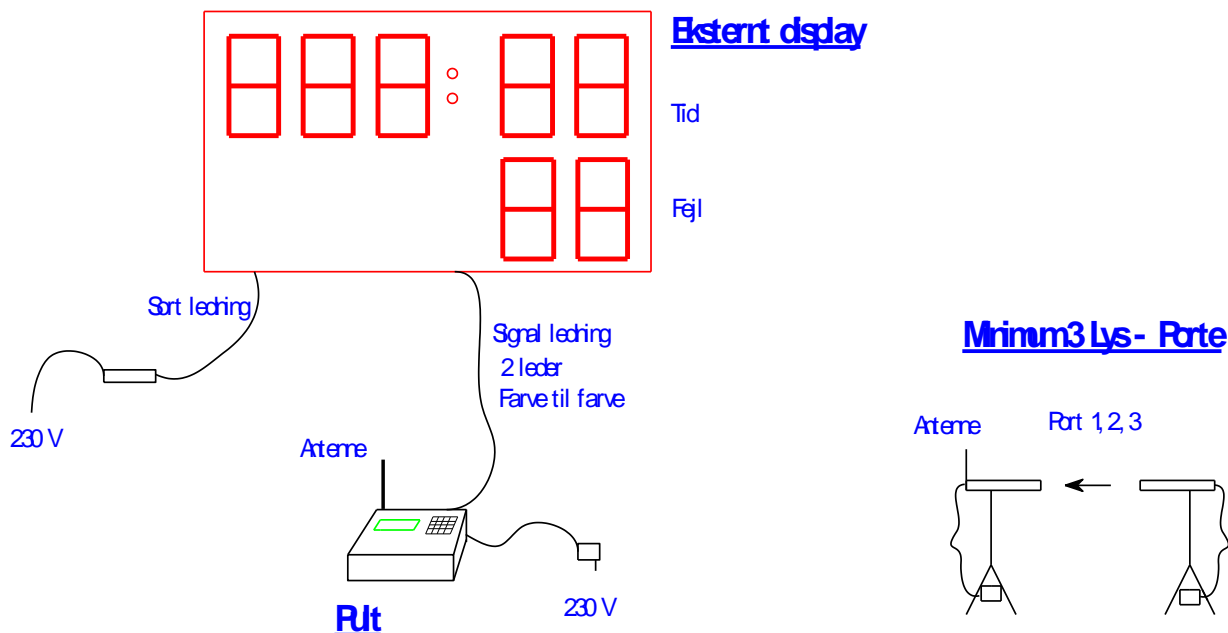 Eksternt display
Tid
Fejl
Sort ledning
Signal ledning
2 leder
Farve til farve
230 V
Antenne
230 V
Pult
Minimum 3 Lys - Porte
Antenne
Port 1, 2, 3